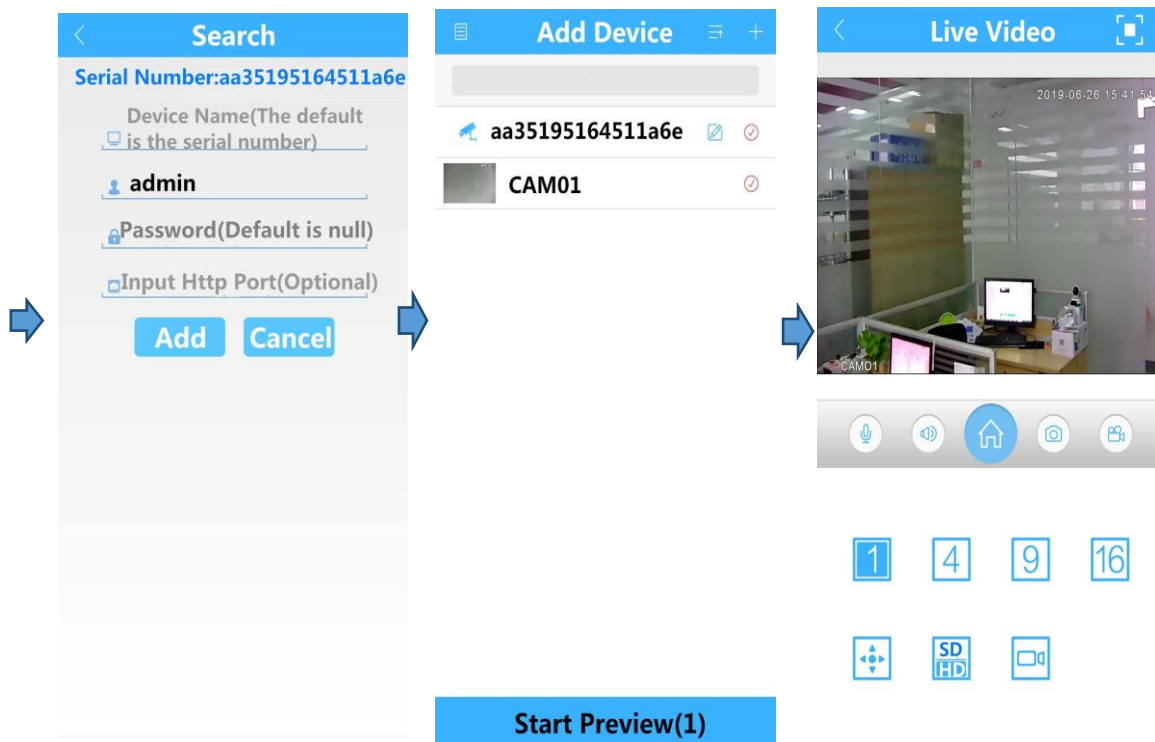 Search
Serial Number:aa35195164511a6e
Device Name(The default
is the serial number)
admin
Password(Default is null)
Input Http Port(Optional)
Add Cancel
Add Device
aa35195164511a6e
CAM01
Start Preview(1)
Live Video
2019-06-26 15:41:54
CAM01
1 4 9 16
SD
HD